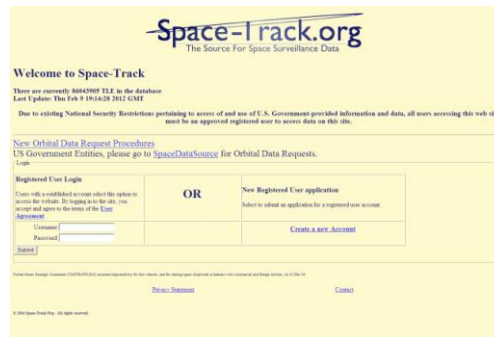 Space-Track.org
The Source For Space Surveillance Data
Welcome to Space-Track
There are currently 86043905 TLE in the database
Last Update: Thu Feb 9 19:14:28 2012 GMT
Due to existing National Security Restrictions pertaining to access of and use of U.S. Government-provided information and data, all users accessing this web si
must be an approved registered user to access data on this site.
New Orbital Data Request Procedures
US Government Entities, please go to SpaceDataSource for Orbital Data Requests.
Login
Registered User Login
Users with a established account select this option to
access the website. By logging in to the site, you
accept and agree to the terms of the User
Agreement
Username
Password
OR
New Registered User application
Select to submit an application for a registered user account.
Create a new Account
Submit
Privacy Statement
Contact